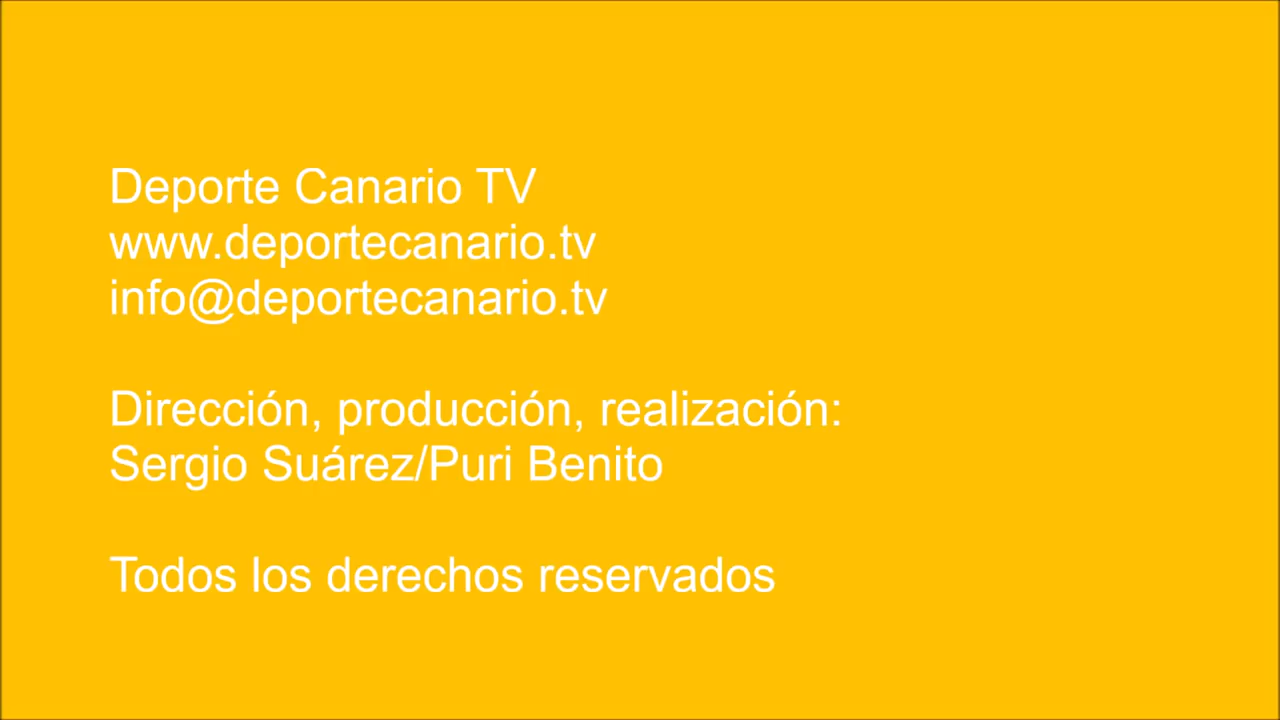 Deporte Canario TV
www.deportecanario.tv
info@deportecanario.tv
Dirección, producción, realización:
Sergio Suárez/Puri Benito
Todos los derechos reservados